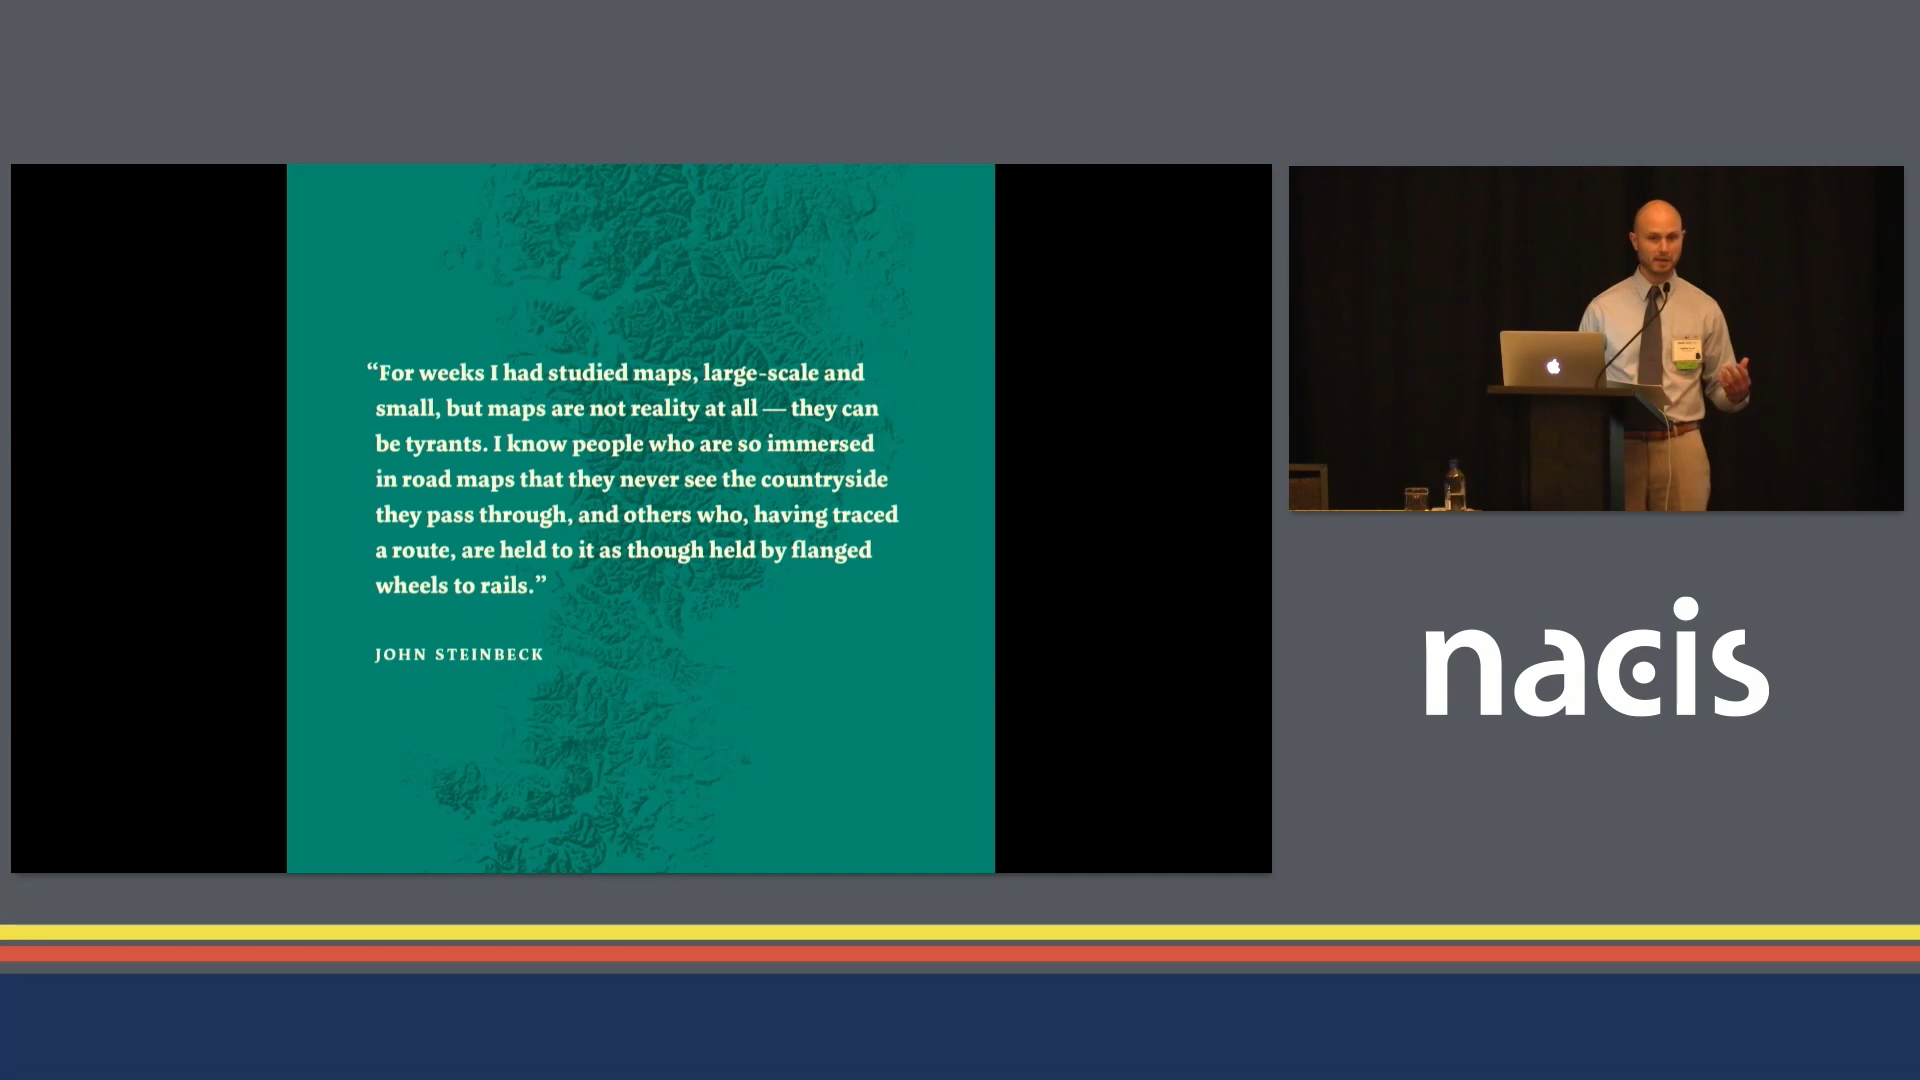 “For weeks I had studied maps, large-scale and
small, but maps are not reality at all — they can
be tyrants. I know people who are so immersed
in road maps that they never see the countryside
they pass through, and others who, having traced
a route, are held to it as though held by flanged
wheels to rails.”
JOHN STEINBECK
nacis